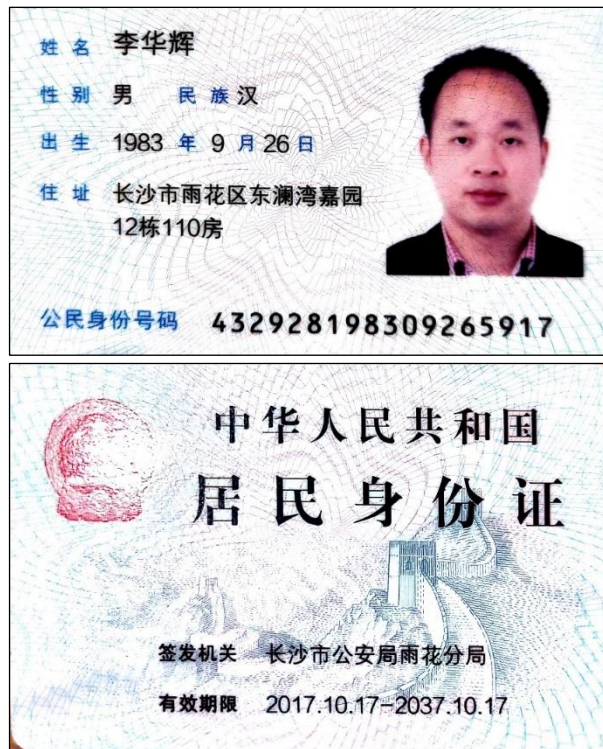 姓名 李华辉
性别 男 民族 汉
出生 1983 年 9 月 26 日
住址 长沙市雨花区东澜湾嘉园
12栋110房
公民身份号码 432928198309265917
中华人民共和国
居民身份证
签发机关 长沙市公安局雨花分局
有效期限 2017.10.17-2037.10.17